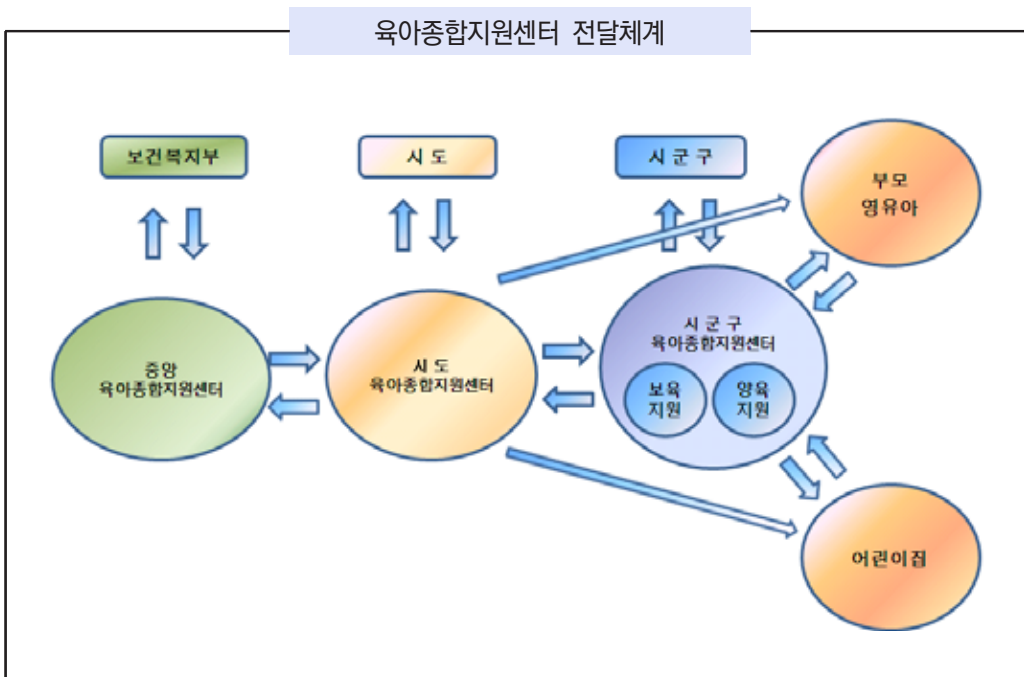 육아종합지원센터 전달체계
보건복지부
시 도
시 군 구
부모
영유아
중앙
육아종합지원센터
시 도
육아종합지원센터
시 군 구
육아종합지원센터
보육
지원
양육
지원
어린이집